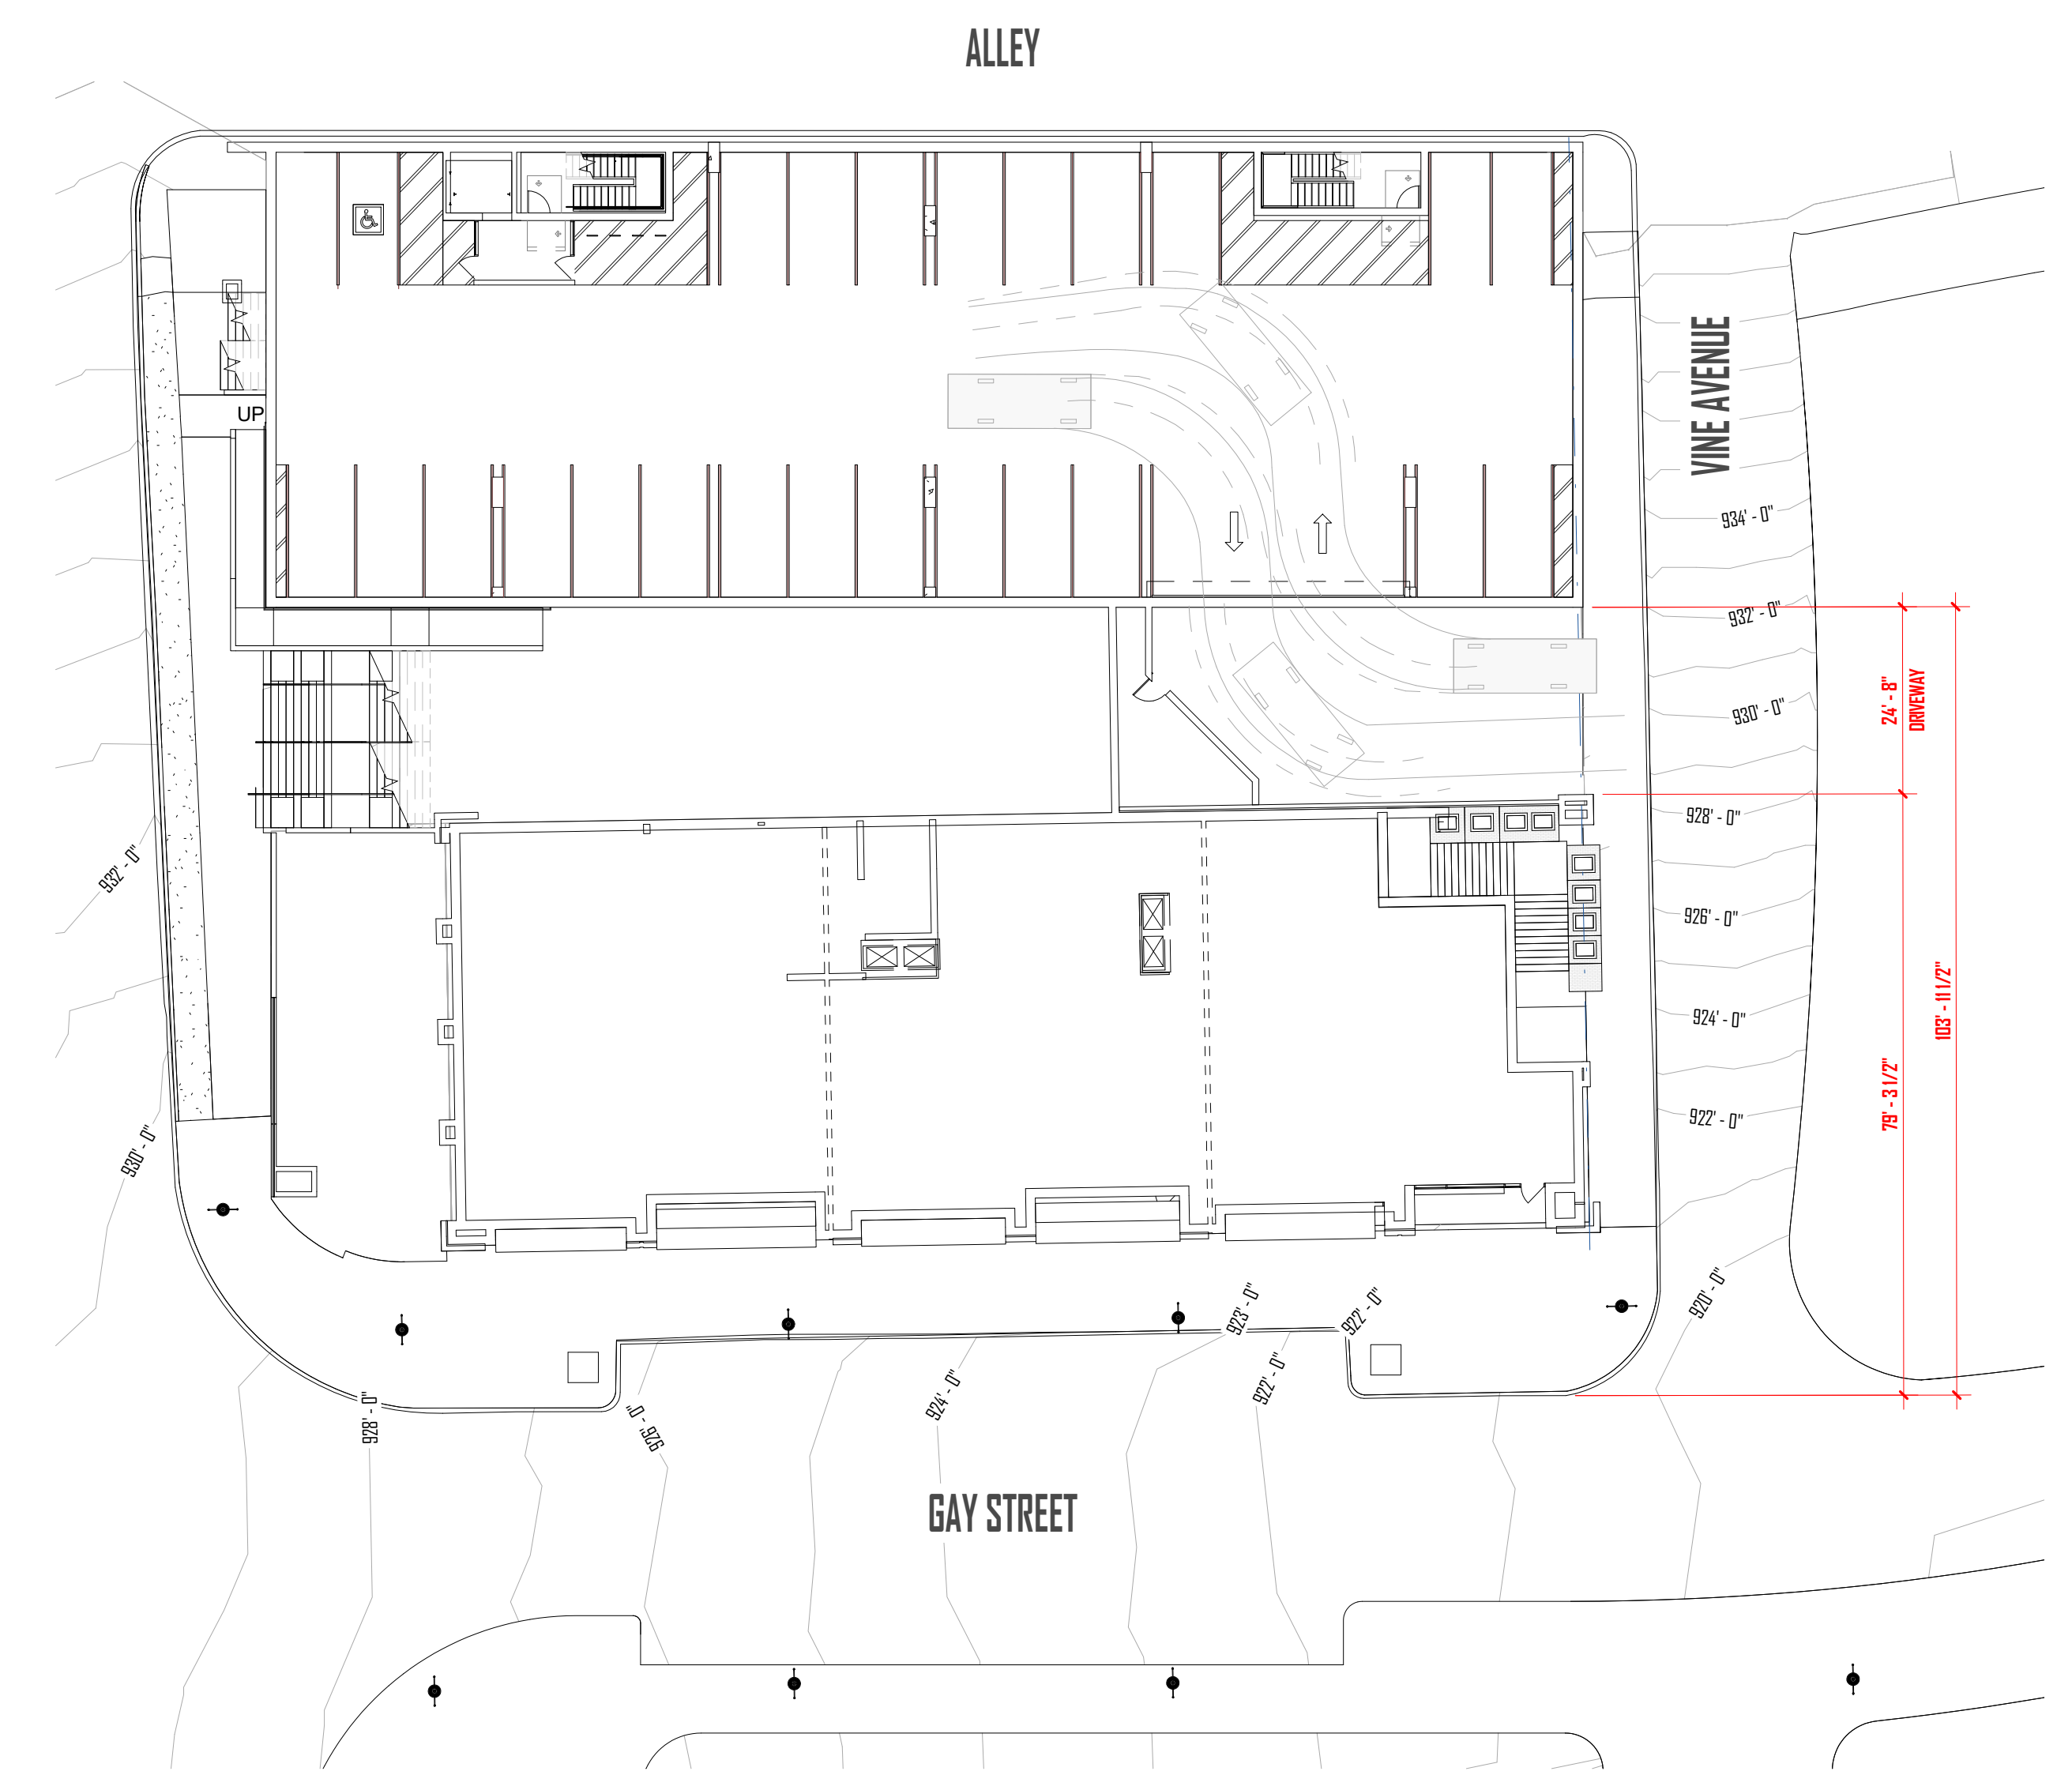 ALLEY
UP
VINE AVENUE
934' - 0"
932' - 0"
930' - 0"
24' - 8"
DRIVEWAY
928' - 0"
932' - 0"
926' - 0"
924' - 0"
103' - 11 1/2"
79' - 3 1/2"
922' - 0"
930' - 0"
920' - 0"
923' - 0"
922' - 0"
928' - 0"
926' - 0"
924' - 0"
922' - 0"
GAY STREET